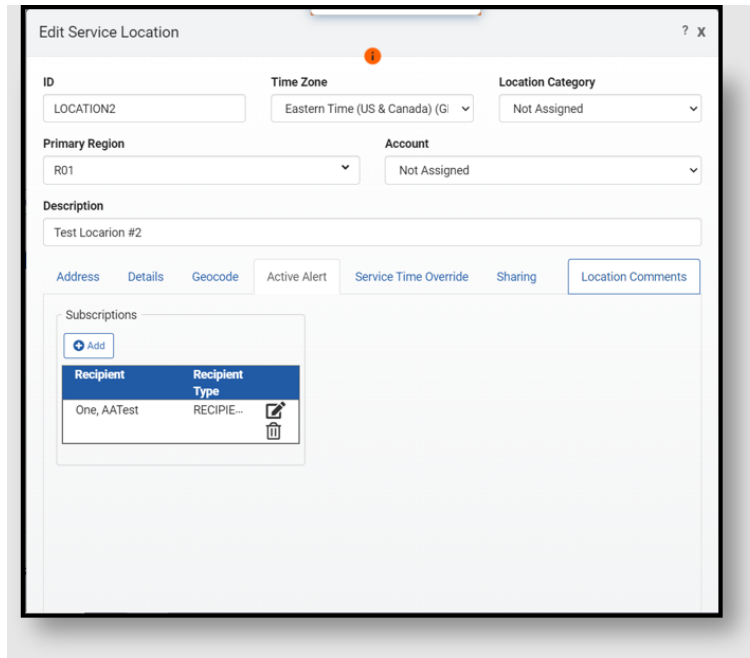 Edit Service Location ? X
i
ID Time Zone Location Category
LOCATION2 Eastern Time (US & Canada) (G Not Assigned
Primary Region Account
R01 Not Assigned
Description
Test Locarion #2
Address Details Geocode Active Alert Service Time Override Sharing Location Comments
Subscriptions
Add
Recipient Recipient
Type
One, AATest RECIPIE...